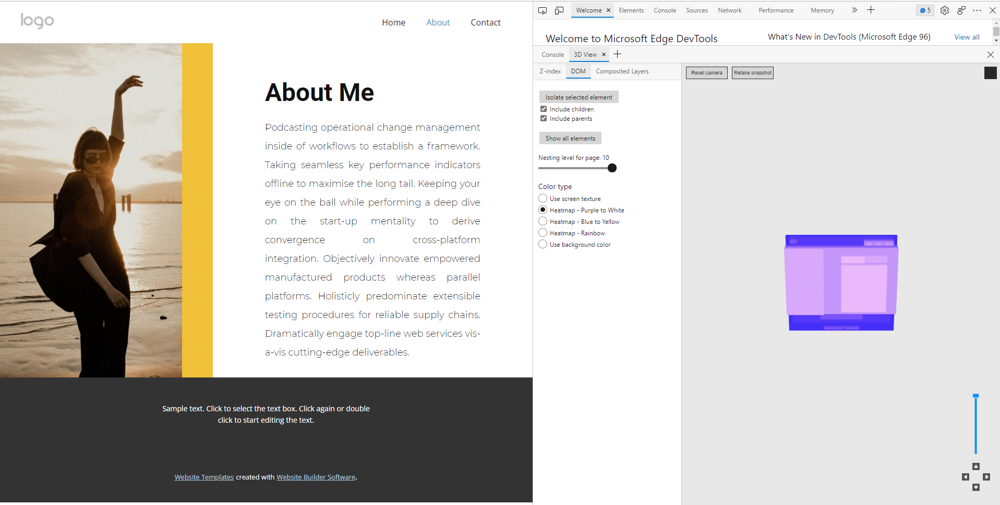 logo
Home About Contact
About Me
Podcasting operational change management
inside of workflows to establish a framework.
Taking seamless key performance indicators
offline to maximise the long tail. Keeping your
eye on the ball while performing a deep dive
on the start-up mentality to derive
convergence on cross-platform
integration. Objectively innovate empowered
manufactured products whereas parallel
platforms. Holisticly predominate extensible
testing procedures for reliable supply chains.
Dramatically engage top-line web services vis-
a-vis cutting-edge deliverables.
Sample text. Click to select the text box. Click again or double
click to start editing the text.
Website Templates created with Website Builder Software.
Welcome Elements Console Sources Network Performance Memory 5
Welcome to Microsoft Edge DevTools
What's New in DevTools (Microsoft Edge 96) View all
Console 3D View
Z-index DOM Composited Layers
Reset camera Retake snapshot
Isolate selected element
Include children
Include parents
Show all elements
Nesting level for page: 10
Color type
Use screen texture
Heatmap - Purple to White
Heatmap - Blue to Yellow
Heatmap - Rainbow
Use background color